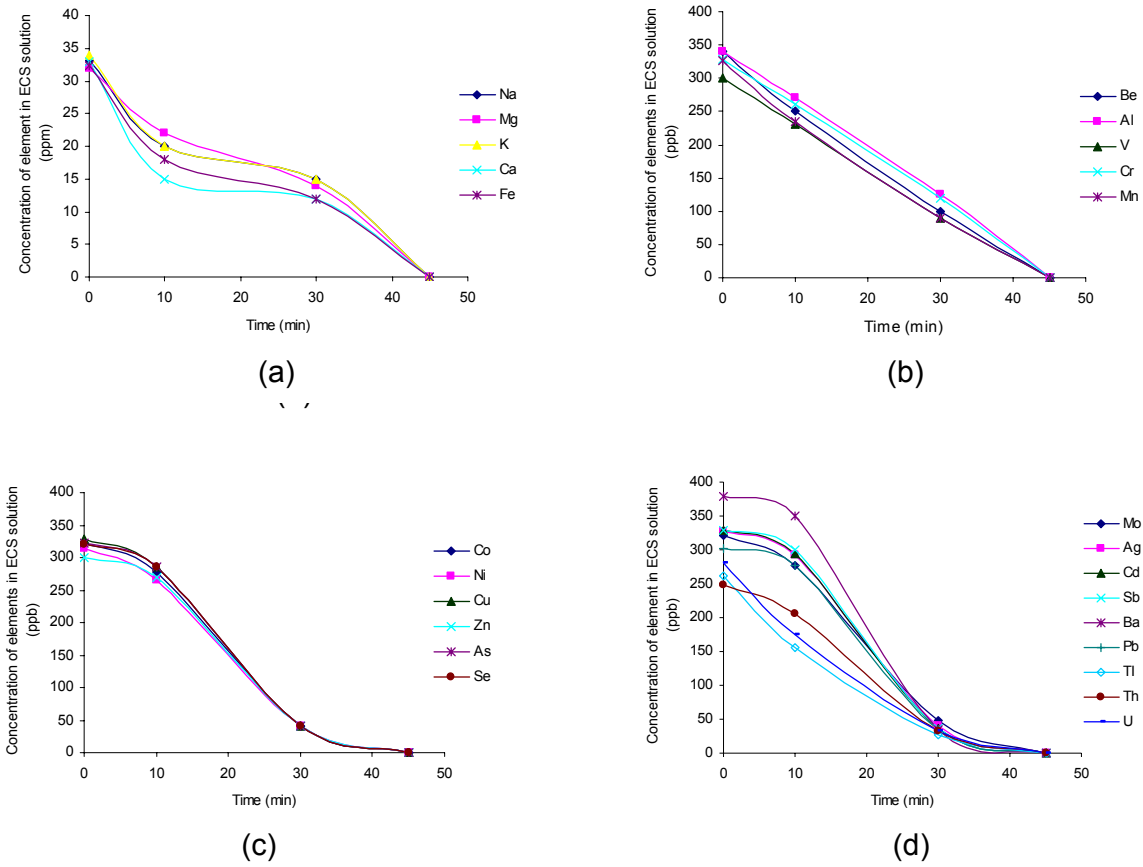 Concentration of elements in ECS solution
(ppm)
40
35
30
25
20
15
10
5
0
0 10 20 30 40 50
Time (min)
Na
Mg
K
Ca
Fe
(a)
Concentration of elements in ECS solution
(ppb)
400
350
300
250
200
150
100
50
0
0 10 20 30 40 50
Time (min)
Be
Al
V
Cr
Mn
(b)
Concentration of elements in ECS solution
(ppb)
400
350
300
250
200
150
100
50
0
0 10 20 30 40 50
Time (min)
Co
Ni
Cu
Zn
As
Se
(c)
Concentration of element in ECS solution
(ppb)
400
350
300
250
200
150
100
50
0
0 10 20 30 40 50
Time (min)
Mo
Ag
Cd
Sb
Ba
Pb
Tl
Th
U
(d)